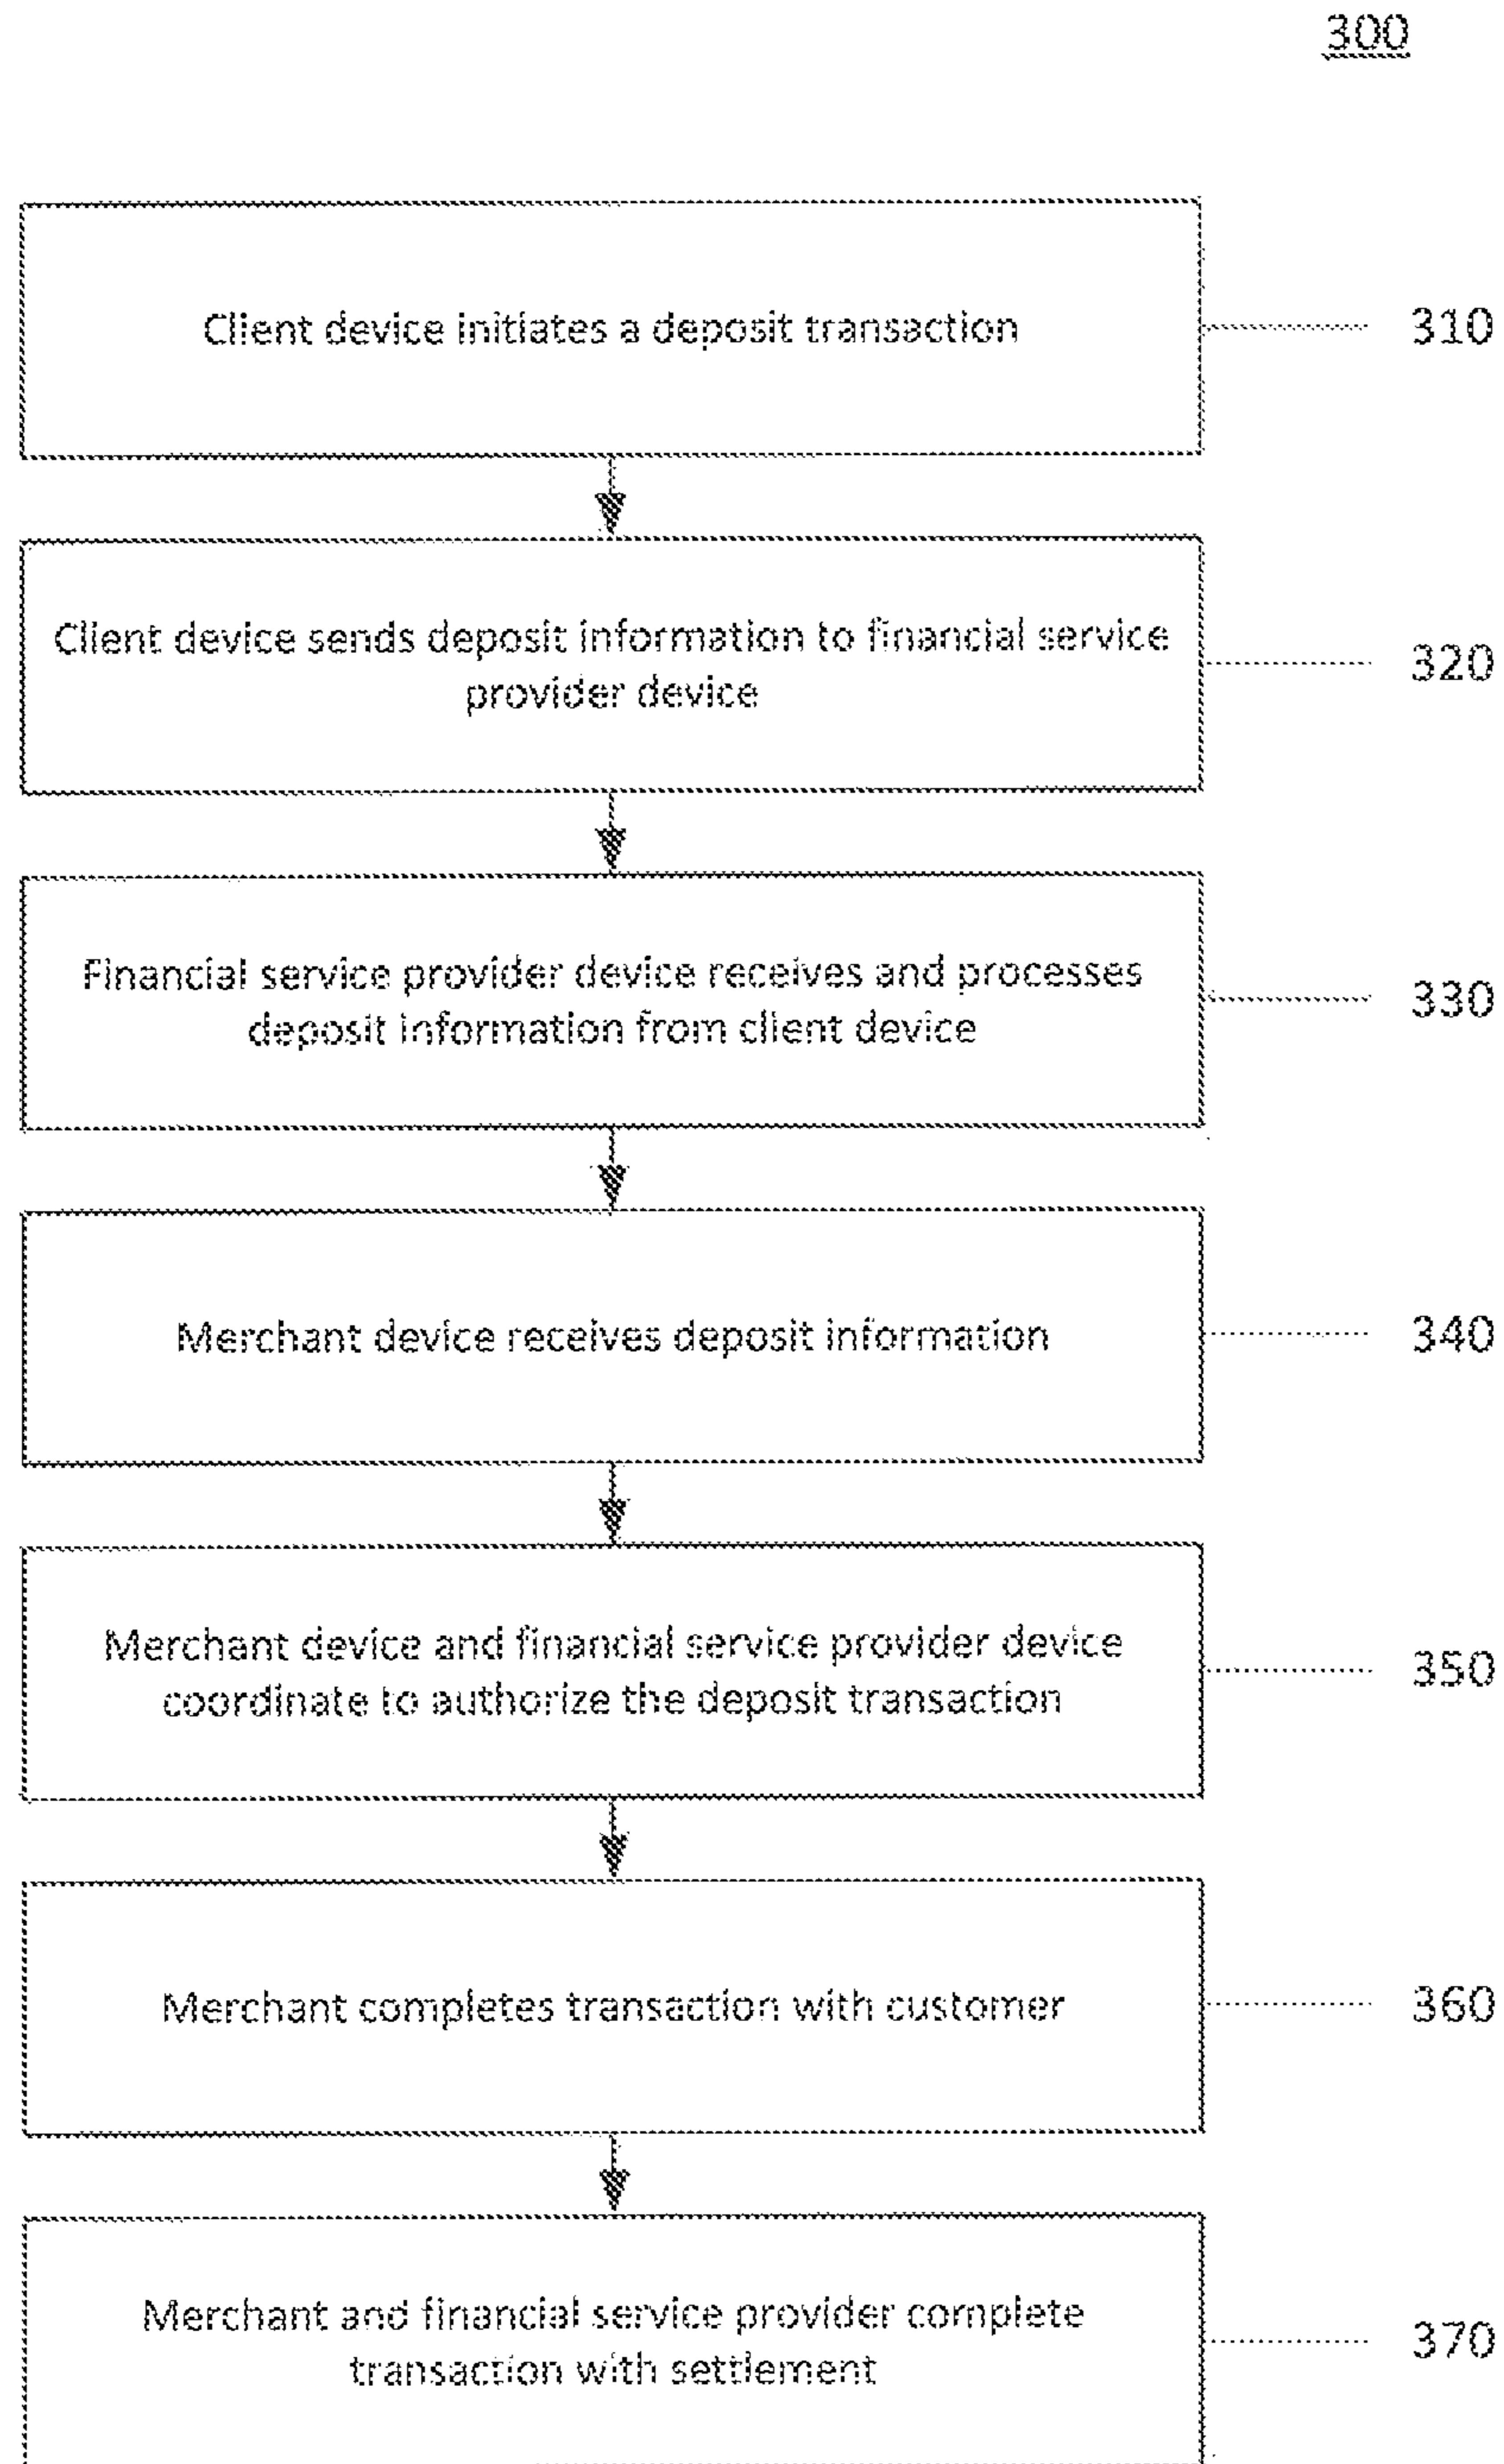 300
Client device initiates a deposit transaction
310
Client device sends deposit information to financial service
provider device
320
Financial service provider device receives and processes
deposit information from client device
330
Merchant device receives deposit information
340
Merchant device and financial service provider device
coordinate to authorize the deposit transaction
350
Merchant completes transaction with customer
360
Merchant and financial service provider complete
transaction with settlement
370